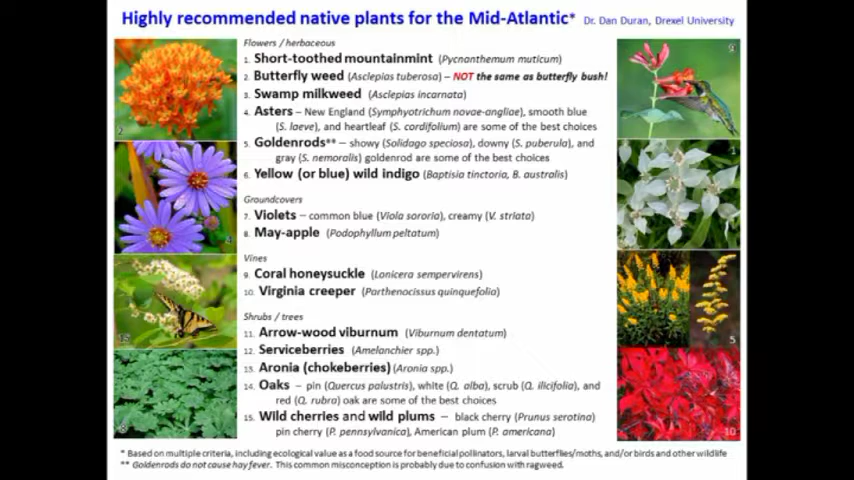 Highly recommended native plants for the Mid-Atlantic* Dr. Dan Duran, Drexel University
Flowers / herbaceous
1. Short-toothed mountainmint (Pycnanthemum muticum)
2. Butterfly weed (Asclepias tuberosa) – NOT the same as butterfly bush!
3. Swamp milkweed (Asclepias incarnata)
4. Asters – New England (Symphyotrichum novae-angliae), smooth blue
(S. laeve), and heartleaf (S. cordifolium) are some of the best choices
5. Goldenrods** – showy (Solidago speciosa), downy (S. puberula), and
gray (S. nemoralis) goldenrod are some of the best choices
6. Yellow (or blue) wild indigo (Baptisia tinctoria, B. australis)
Groundcovers
7. Violets – common blue (Viola sororia), creamy (V. striata)
8. May-apple (Podophyllum peltatum)
Vines
9. Coral honeysuckle (Lonicera sempervirens)
10. Virginia creeper (Parthenocissus quinquefolia)
Shrubs / trees
11. Arrow-wood viburnum (Viburnum dentatum)
12. Serviceberries (Amelanchier spp.)
13. Aronia (chokeberries) (Aronia spp.)
14. Oaks – pin (Quercus palustris), white (Q. alba), scrub (Q. ilicifolia), and
red (Q. rubra) oak are some of the best choices
15. Wild cherries and wild plums – black cherry (Prunus serotina)
pin cherry (P. pennsylvanica), American plum (P. americana)
* Based on multiple criteria, including ecological value as a food source for beneficial pollinators, larval butterflies/moths, and/or birds and other wildlife
** Goldenrods do not cause hay fever. This common misconception is probably due to confusion with ragweed.
2
4
15
8
9
1
5
10